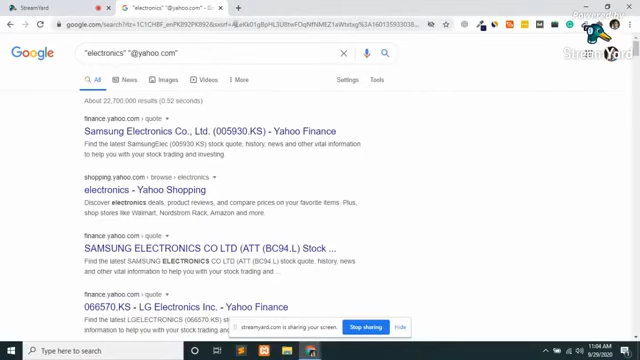 StreamYard
"electronics" "@yahoo com" - Go
Powered by
StreamYard
Google
"electronics" "@yahoo com"
All
News
Images
Videos
More
Settings
Tools
About 22,700,000 results (0.52 seconds)
finance.yahoo.com › quote
Samsung Electronics Co., Ltd. (005930.KS) - Yahoo Finance
Find the latest SamsungElec (005930.KS) stock quote, history, news and other vital information
to help you with your stock trading and investing.
shopping.yahoo.com › browse › electronics
electronics - Yahoo Shopping
Discover electronics deals, product reviews, and compare prices on your favorite items. Plus,
shop stores like Walmart, Nordstrom Rack, Amazon and more.
finance.yahoo.com › quote
SAMSUNG ELECTRONICS CO LTD (ATT (BC94.L) Stock ...
Find the latest SAMSUNG ELECTRONICS CO LTD (ATT (BC94.L) stock quote, history, news
and other vital information to help you with your stock trading and ...
finance.yahoo.com › quote
066570.KS - LG Electronics Inc. - Yahoo Finance
Find the latest LGELECTRONICS (066570.KS)
to help you with your stock trading
streamyard.com is sharing your screen.
Stop sharing
Hide
Type here to search
11:04 AM
9/29/2020